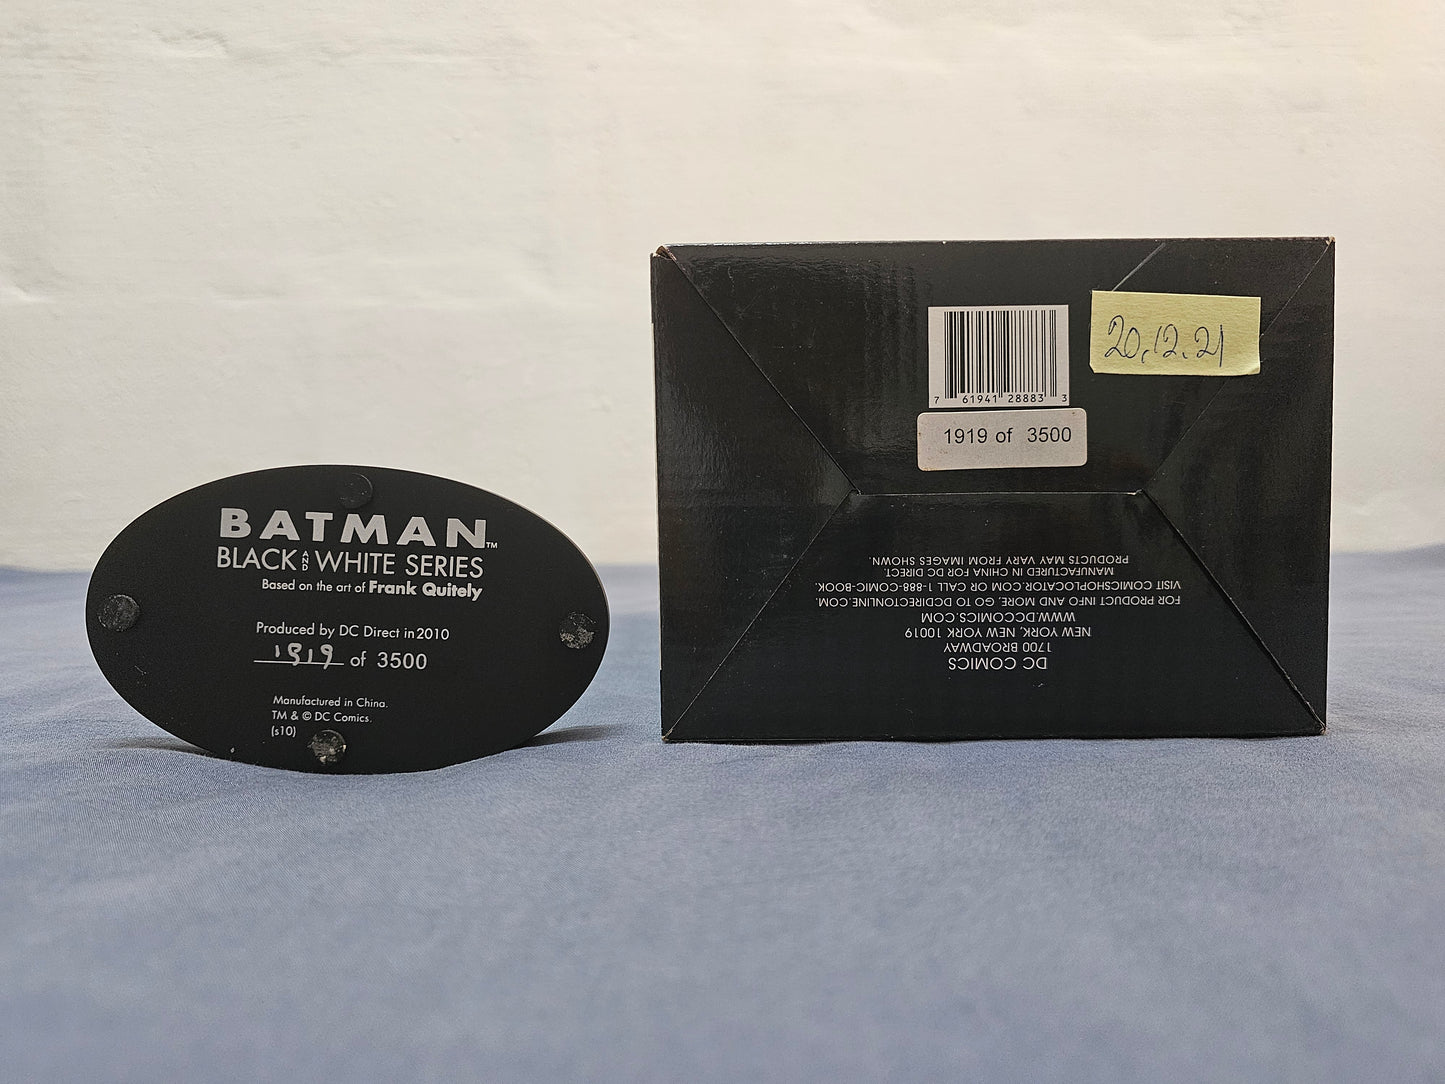 BATMAN™
BLACK AND WHITE SERIES
Based on the art of Frank Quitely
Produced by DC Direct in 2010
1919 of 3500
Manufactured in China.
TM & © DC Comics.
(s10)
7 61941 28883 3
20.12.21
1919 of 3500
DC COMICS
1700 BROADWAY
NEW YORK, NEW YORK 10019
WWW.DCCOMICS.COM
FOR PRODUCT INFO AND MORE, GO TO DCDIRECTONLINE.COM.
VISIT COMICSHOPLOCATOR.COM OR CALL 1-888-COMIC-BOOK.
MANUFACTURED IN CHINA FOR DC DIRECT.
PRODUCTS MAY VARY FROM IMAGES SHOWN.